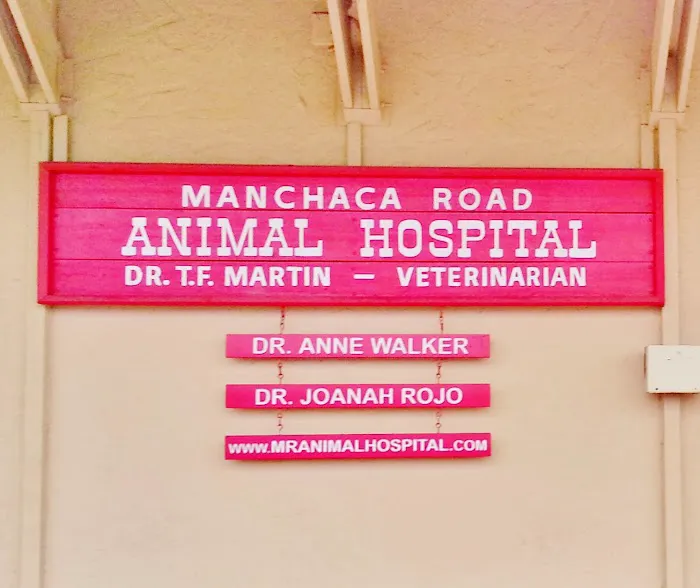 MANCHACA ROAD
ANIMAL HOSPITAL
DR. T.F. MARTIN — VETERINARIAN
DR. ANNE WALKER
DR. JOANAH ROJO
WWW.MRANIMALHOSPITAL.COM